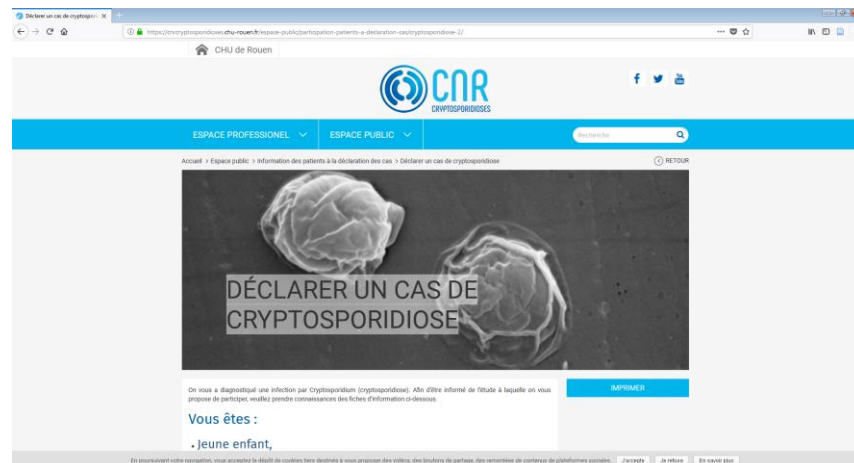 Déclarer un cas de cryptospori
https://cnrcryptosporidioses.chu-rouen.fr/espace-public/participation-patients-a-declaration-cas/cryptosporidiose-2/
CHU de Rouen
CNR
CRYPTOSPORIDIOSES
ESPACE PROFESSIONEL
ESPACE PUBLIC
Recherche
Accueil > Espace public > Information des patients à la déclaration des cas > Déclarer un cas de cryptosporidiose
RETOUR
DÉCLARER UN CAS DE
CRYPTOSPORIDIOSE
On vous a diagnostiqué une infection par Cryptosporidium (cryptosporidiose). Afin d'être informé de l'étude à laquelle on vous
propose de participer, veuillez prendre connaissances des fiches d'information ci-dessous.
IMPRIMER
Vous êtes :
• Jeune enfant,
En poursuivant votre navigation, vous acceptez le dépôt de cookies tiers destinés à vous proposer des vidéos, des boutons de partage, des remontées de contenus de plateformes sociales. J'accepte Je refuse En savoir plus